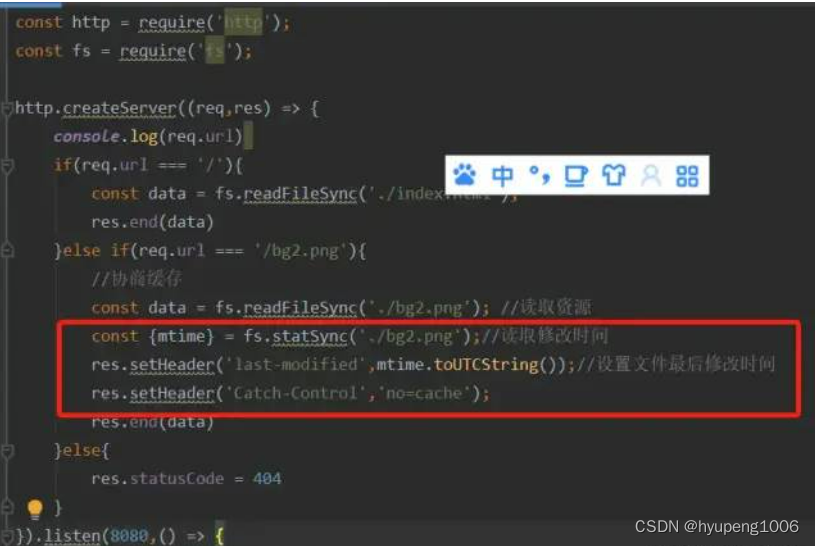 const http = require('http');
const fs = require('fs');
http.createServer((req,res) => {
console.log(req.url)
if(req.url === '/'){
中
const data = fs.readFileSync('./index.html');
res.end(data)
}else if(req.url === '/bg2.png'){
//协商缓存
const data = fs.readFileSync('./bg2.png'); //读取资源
const {mtime} = fs.statSync('./bg2.png');//读取修改时间
res.setHeader('last-modified',mtime.toUTCString());//设置文件最后修改时间
res.setHeader('Catch-Control','no=cache');
res.end(data)
}else{
res.statusCode = 404
}
}).listen(8080,() => {
CSDN @hyupeng1006